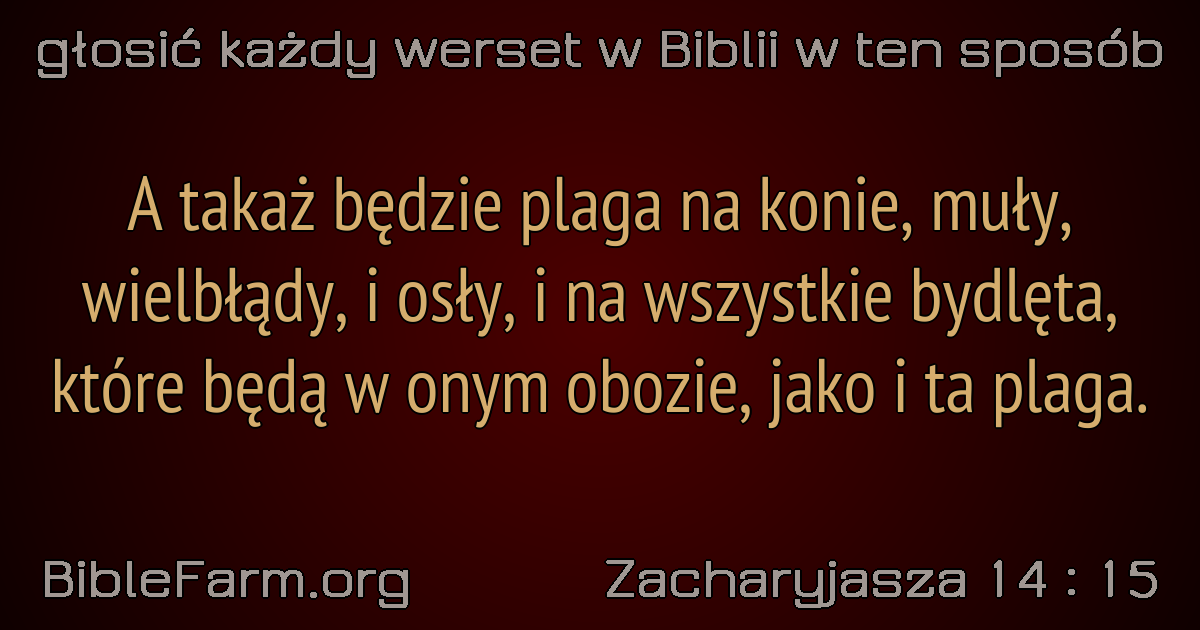 głosić każdy werset w Biblii w ten sposób
A takaż będzie plaga na konie, muły,
wielbłądy, i osły, i na wszystkie bydlęta,
które będą w onym obozie, jako i ta plaga.
BibleFarm.org
Zacharyjasza 14 : 15